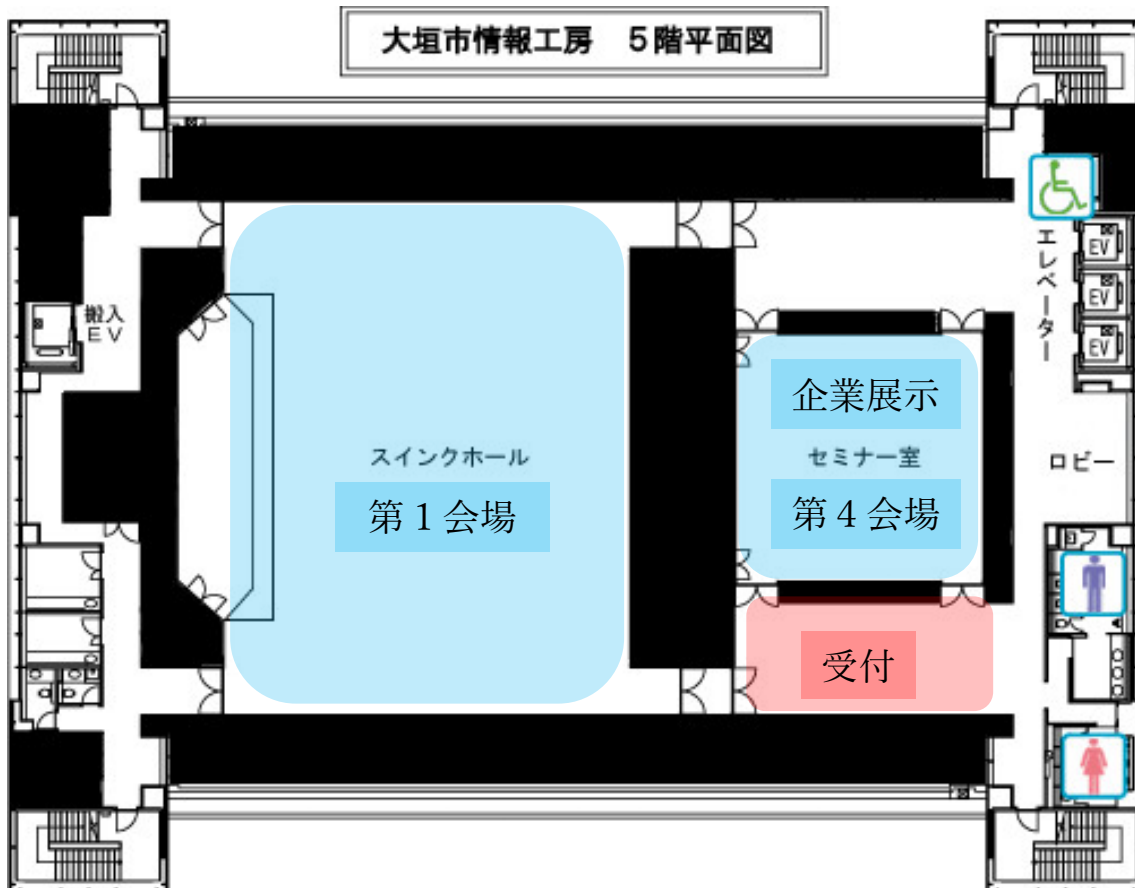 大垣市情報工房　５階平面図
エレベーター
EV
EV
EV
搬入
ＥＶ
企業展示
スインクホール
セミナー室
ロビー
第１会場
第４会場
受付